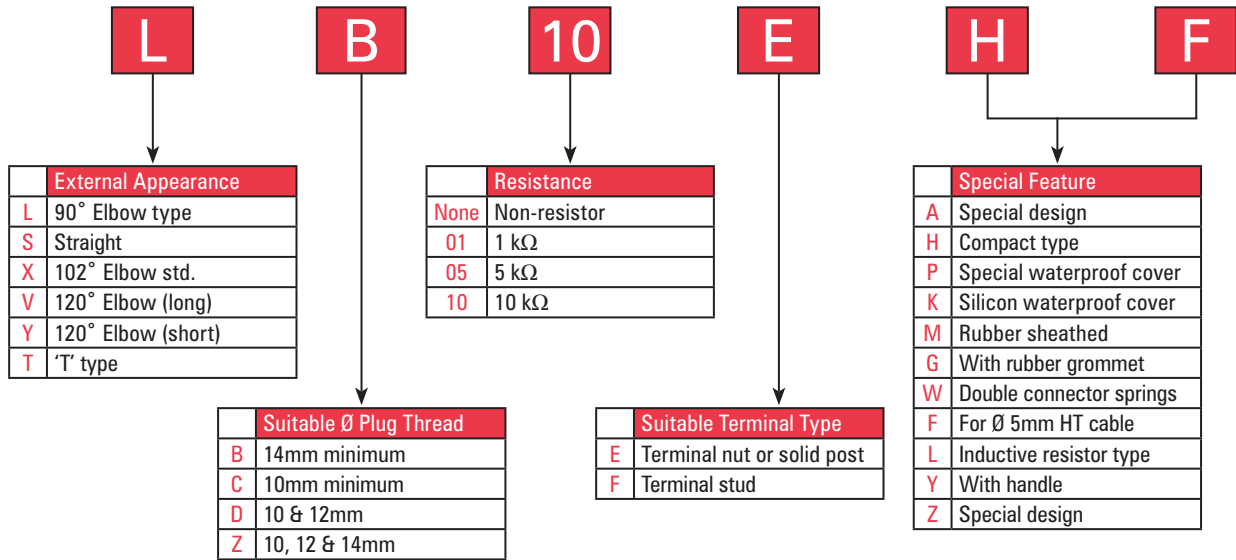 L B 10 E H F
External Appearance
L 90˚ Elbow type
S Straight
X 102˚ Elbow std.
V 120˚ Elbow (long)
Y 120˚ Elbow (short)
T ‘T’ type
Resistance
None Non-resistor
01 1 kΩ
05 5 kΩ
10 10 kΩ
Special Feature
A Special design
H Compact type
P Special waterproof cover
K Silicon waterproof cover
M Rubber sheathed
G With rubber grommet
W Double connector springs
F For Ø 5mm HT cable
L Inductive resistor type
Y With handle
Z Special design
Suitable Ø Plug Thread
B 14mm minimum
C 10mm minimum
D 10 & 12mm
Z 10, 12 & 14mm
Suitable Terminal Type
E Terminal nut or solid post
F Terminal stud